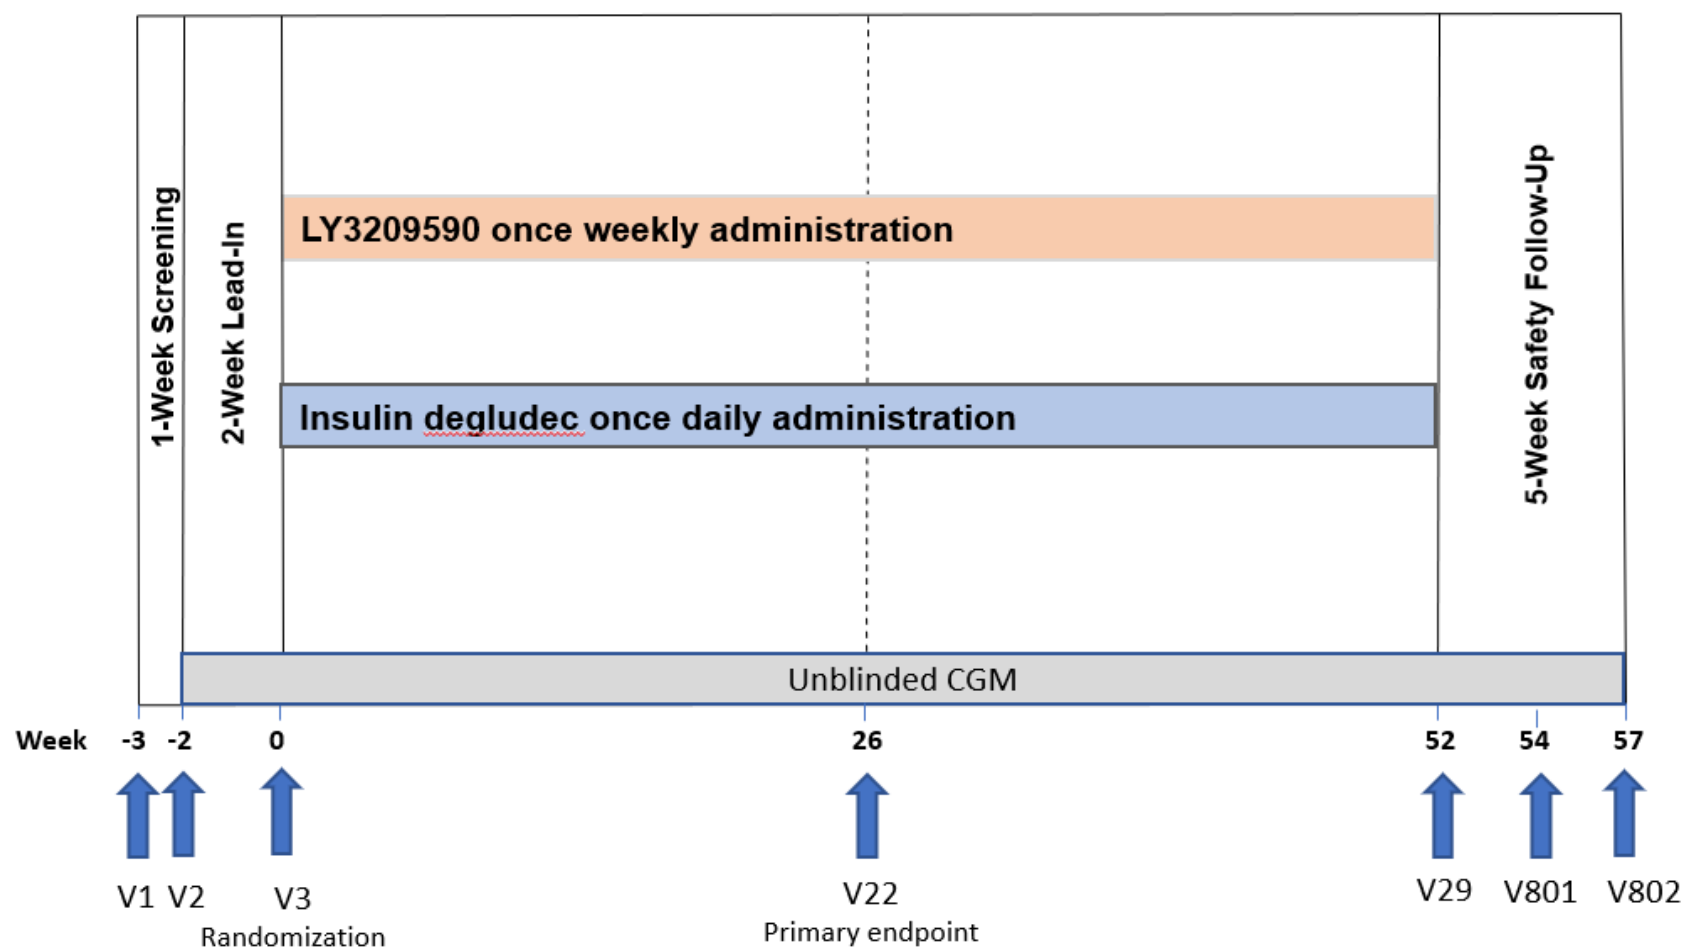 1-Week Screening
2-Week Lead-In
LY3209590 once weekly administration
Insulin degludec once daily administration
5-Week Safety Follow-Up
Unblinded CGM
Week -3 -2 0 26 52 54 57
V1 V2 V3 V22 V29 V801 V802
Randomization Primary endpoint